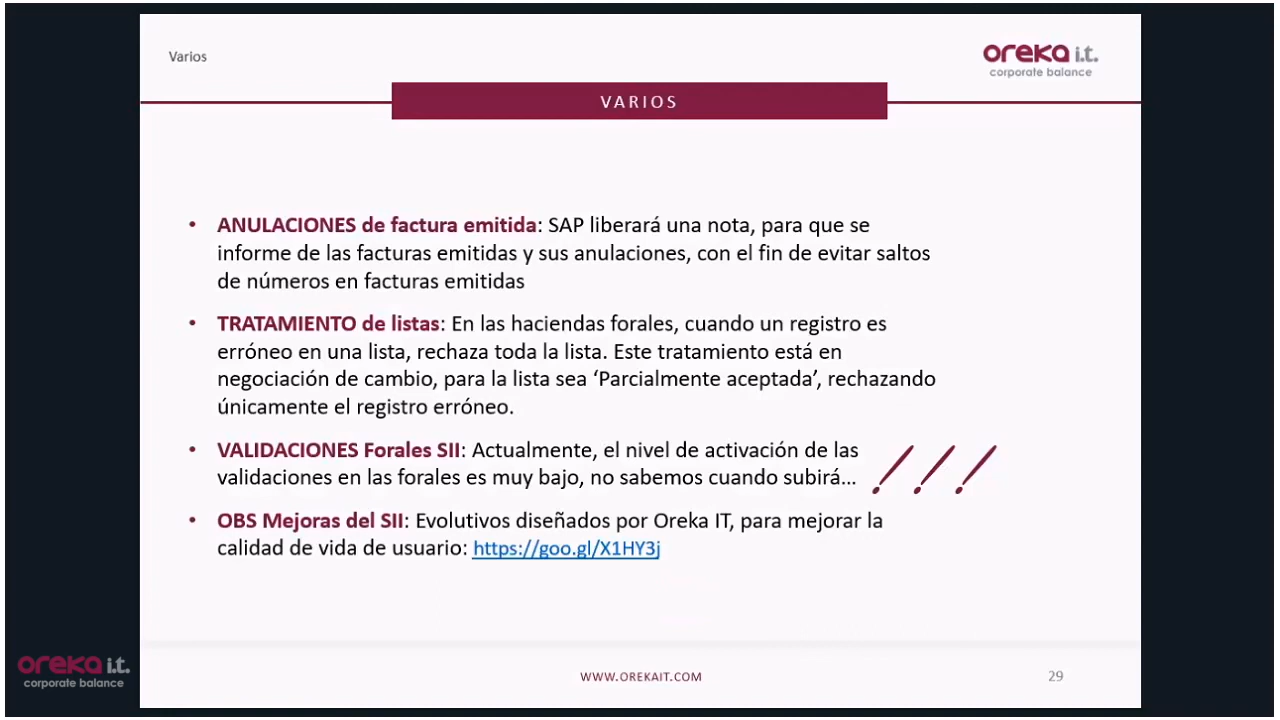 Varios
oreka i.t.
corporate balance
VARIOS
• ANULACIONES de factura emitida: SAP liberará una nota, para que se
informe de las facturas emitidas y sus anulaciones, con el fin de evitar saltos
de números en facturas emitidas
• TRATAMIENTO de listas: En las haciendas forales, cuando un registro es
erróneo en una lista, rechaza toda la lista. Este tratamiento está en
negociación de cambio, para la lista sea ‘Parcialmente aceptada’, rechazando
únicamente el registro erróneo.
• VALIDACIONES Forales SII: Actualmente, el nivel de activación de las
validaciones en las forales es muy bajo, no sabemos cuando subirá... !!!
• OBS Mejoras del SII: Evolutivos diseñados por Oreka IT, para mejorar la
calidad de vida de usuario: https://goo.gl/X1HY3j
oreka i.t.
corporate balance
WWW.OREKAIT.COM
29